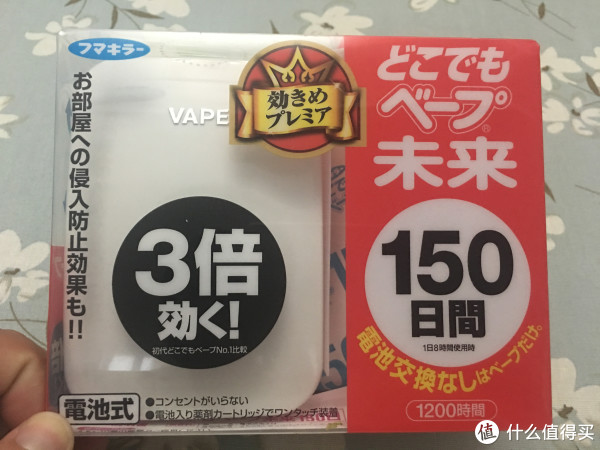 フマキラー
お部屋への侵入防止効果も!!
VAPE
効きめ
プレミア
3倍
効く!
初代どこでもベープNo.1比較
電池式
●コンセントがいらない
●電池入り薬剤カートリッジでワンタッチ装着
どこでも
ベープ®
未来
150
日間
1日8時間使用時
電池交換なしはベープだけ。
1200時間
值 什么值得买